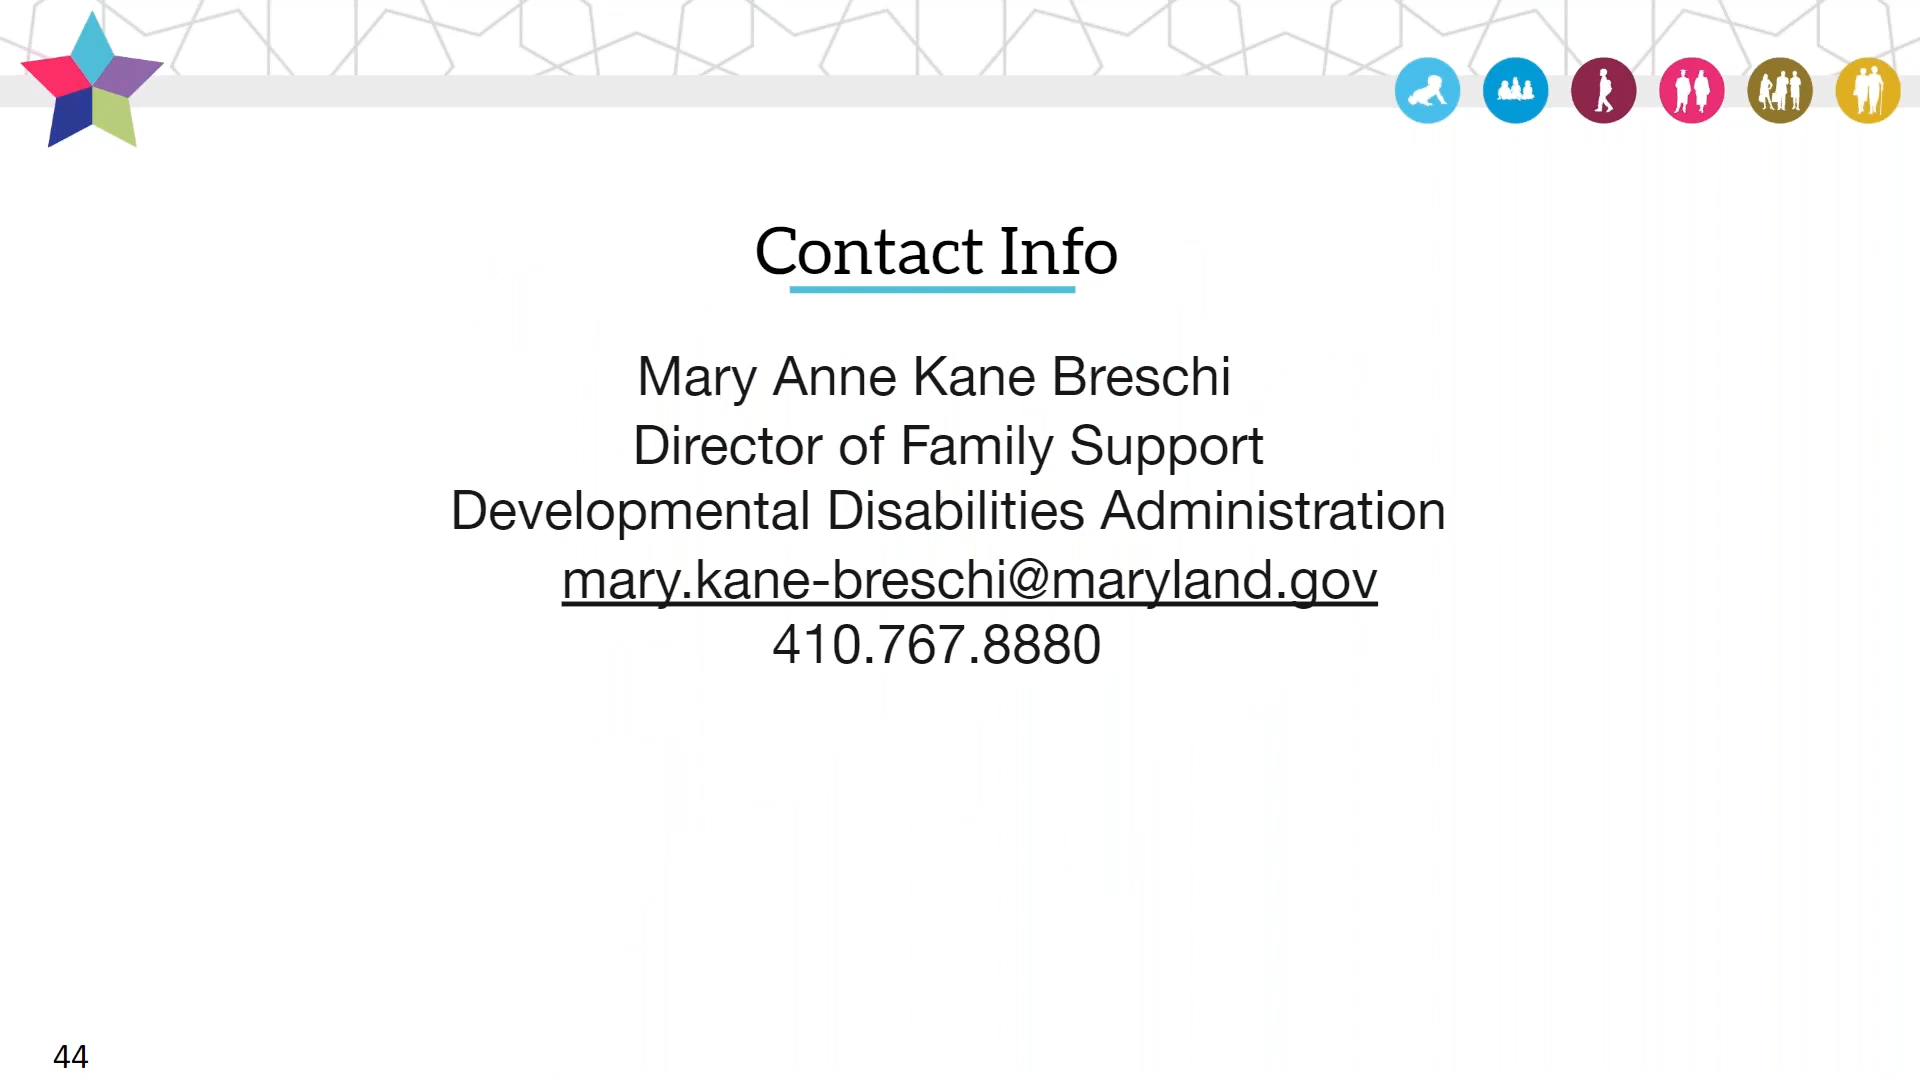 Contact Info
Mary Anne Kane Breschi
Director of Family Support
Developmental Disabilities Administration
mary.kane-breschi@maryland.gov
410.767.8880
44